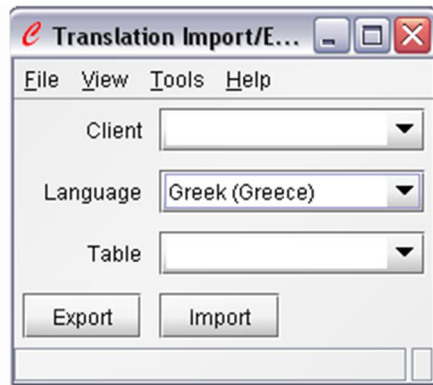 Translation Import/E...
File View Tools Help
Client
Language Greek (Greece)
Table
Export Import